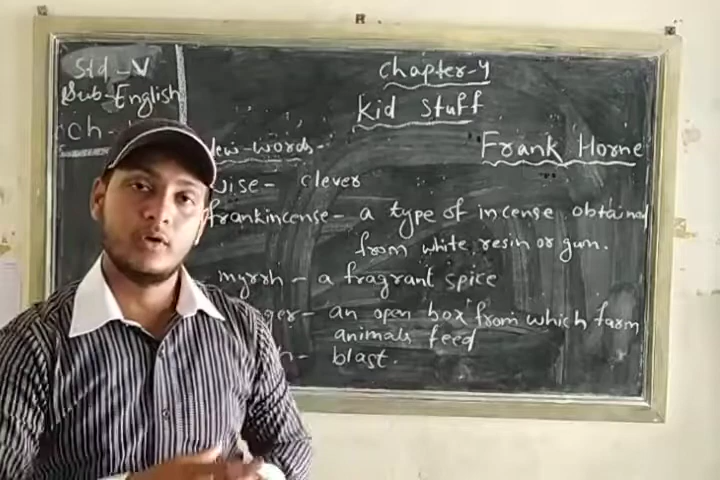 Std-V
Sub-English
ch-
Chapter-4
Kid Stuff
Frank Horne
New-words-
wise- clever
frankincense- a type of incense obtained
from white resin or gum.
myrrh- a fragrant spice
ger- an open box from which farm
animals feed
blast.